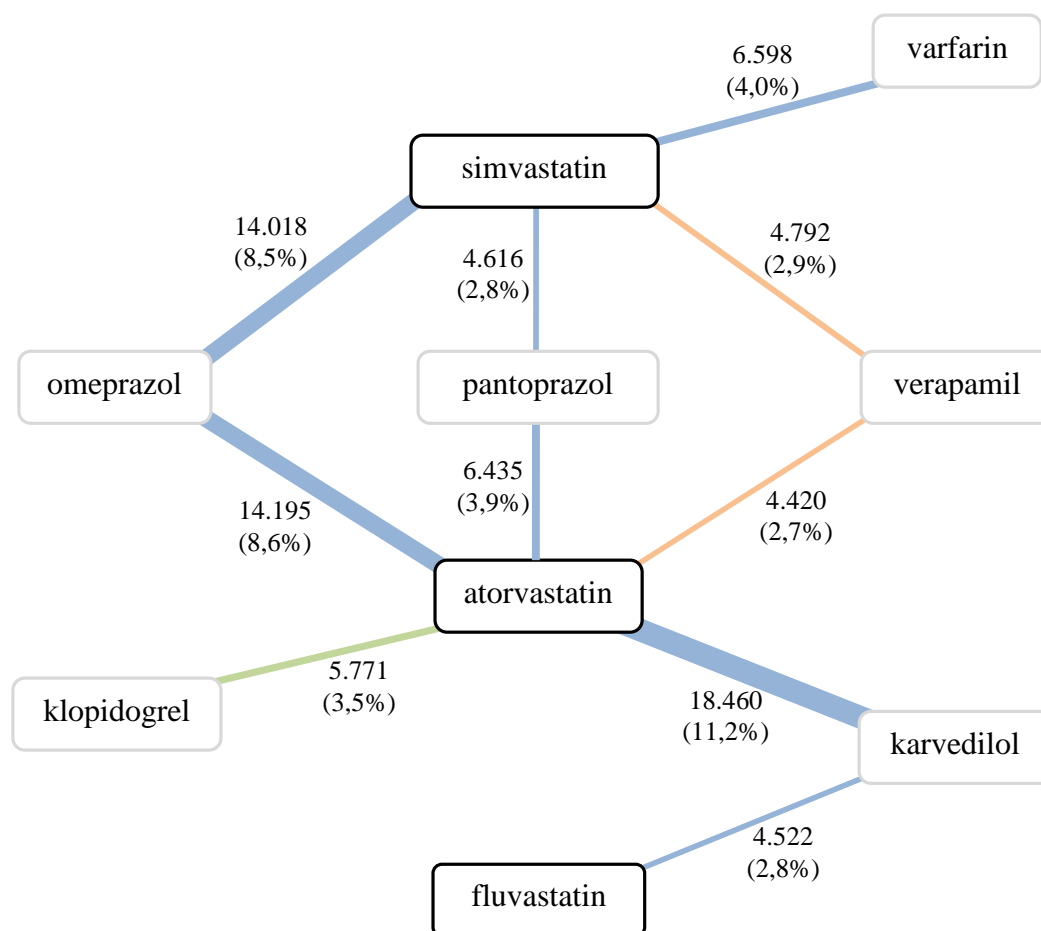 varfarin
6.598
(4,0%)
simvastatin
14.018
(8,5%)
4.616
(2,8%)
4.792
(2,9%)
omeprazol
pantoprazol
verapamil
14.195
(8,6%)
6.435
(3,9%)
4.420
(2,7%)
atorvastatin
klopidogrel
5.771
(3,5%)
18.460
(11,2%)
karvedilol
4.522
(2,8%)
fluvastatin